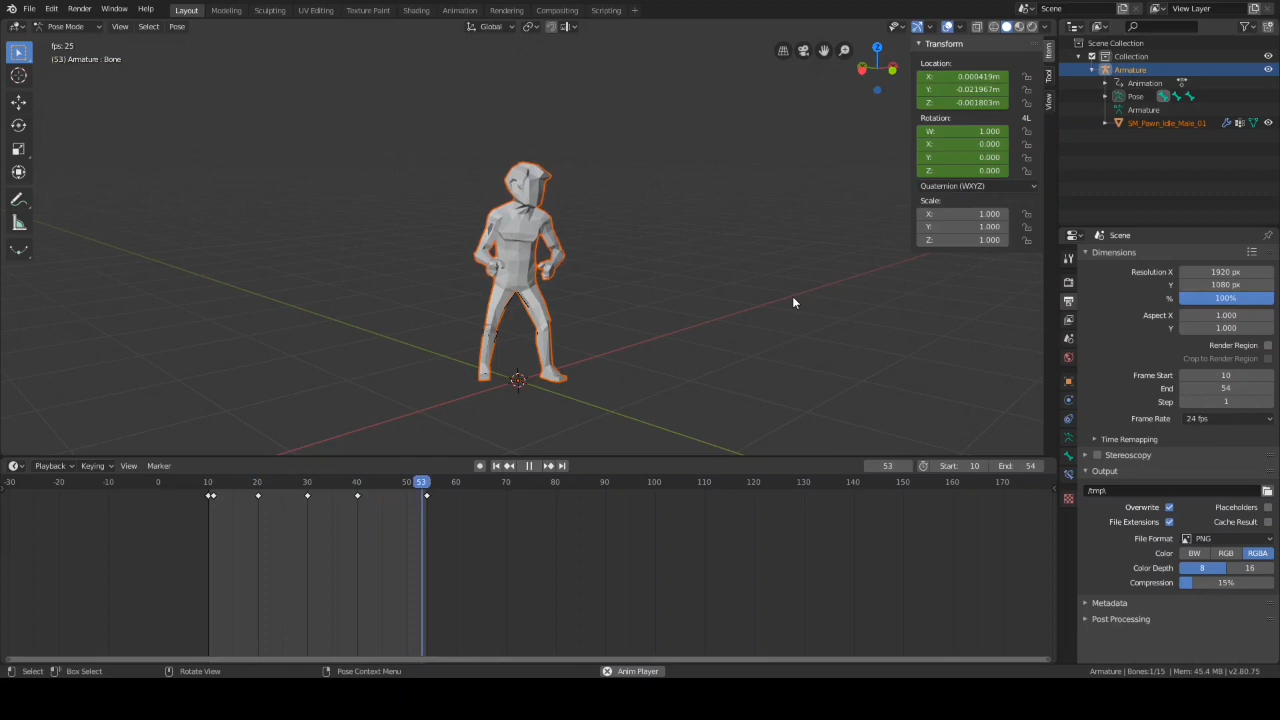 File Edit Render Window Help
Layout Modeling Sculpting UV Editing Texture Paint Shading Animation Rendering Compositing Scripting +
Scene
View Layer
Pose Mode View Select Pose
Global
fps: 25
(53) Armature : Bone
Z
Transform
Location:
X: 0.000419m
Y: -0.021967m
Z: -0.001803m
Rotation: 4L
W: 1.000
X: 0.000
Y: 0.000
Z: 0.000
Quaternion (WXYZ)
Scale:
X: 1.000
Y: 1.000
Z: 1.000
Item
Tool
View
Scene Collection
Collection
Armature
Animation
Pose
Armature
SM_Pawn_Idle_Male_01
Scene
Dimensions
Resolution X 1920 px
Y 1080 px
% 100%
Aspect X 1.000
Y 1.000
Render Region
Crop to Render Region
Frame Start 10
End 54
Step 1
Frame Rate 24 fps
Time Remapping
Stereoscopy
Output
/tmp\
Overwrite
Placeholders
File Extensions
Cache Result
File Format PNG
Color BW RGB RGBA
Color Depth 8 16
Compression 15%
Metadata
Post Processing
Playback Keying View Marker
53 Start: 10 End: 54
-30 -20 -10 0 10 20 30 40 50 53 60 70 80 90 100 110 120 130 140 150 160 170
Select Box Select Rotate View Pose Context Menu Anim Player Armature | Bones:1/15 | Mem: 45.4 MB | v2.80.75